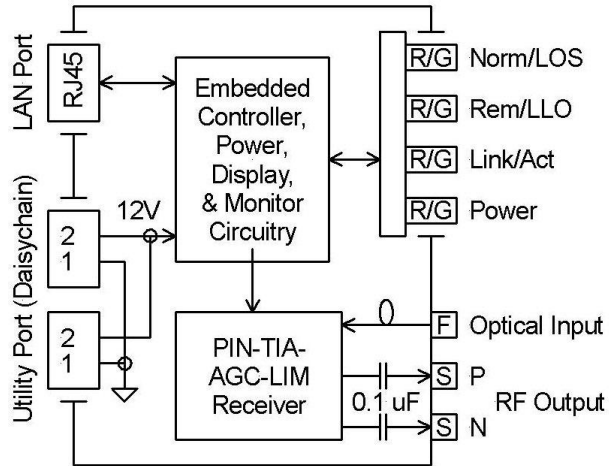 LAN Port
RJ45
Embedded
Controller,
Power,
Display,
& Monitor
Circuitry
R/G Norm/LOS
R/G Rem/LLO
R/G Link/Act
R/G Power
Utility Port (Daisychain)
12V
2
1
2
1
PIN-TIA-
AGC-LIM
Receiver
F Optical Input
S P
0.1 uF
RF Output
S N